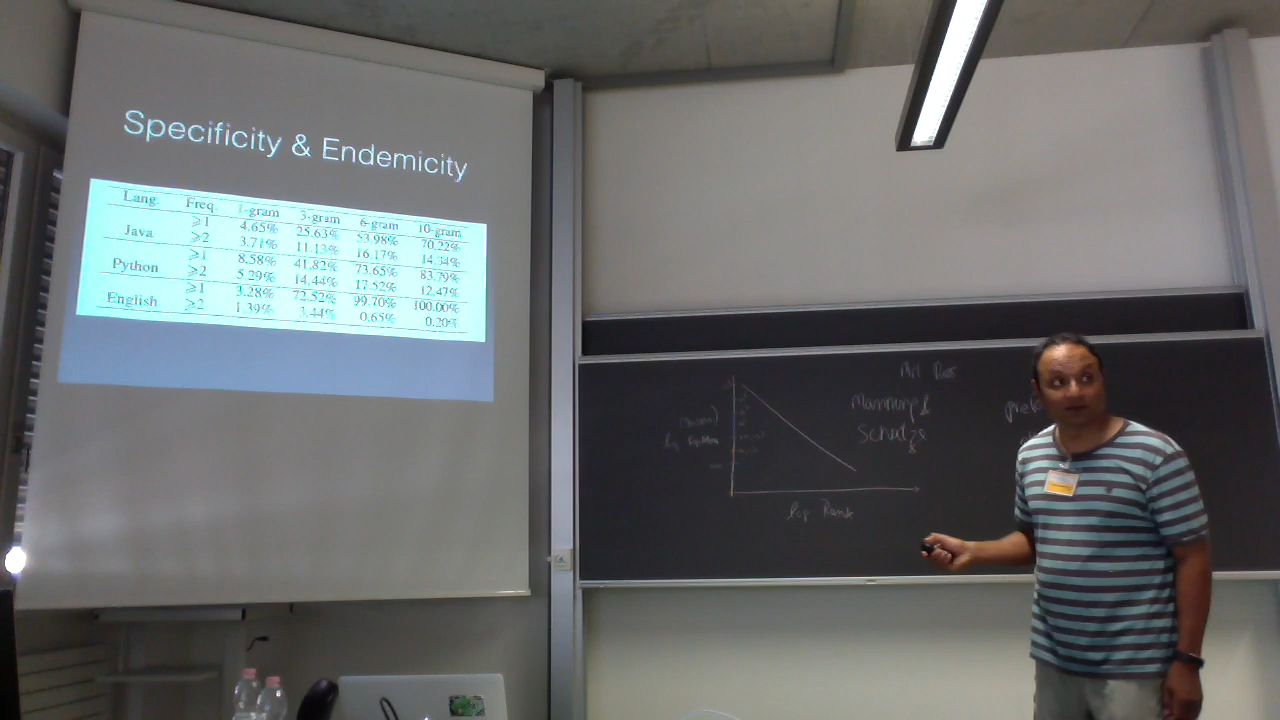 Specificity & Endemicity
Lang. Freq. 1-gram 3-gram 6-gram 10-gram
Java ⩾1 4.65% 25.63% 53.98% 70.22%
⩾2 3.71% 11.13% 16.17% 14.34%
Python ⩾1 8.58% 41.82% 73.65% 83.79%
⩾2 5.29% 14.44% 17.52% 12.47%
English ⩾1 3.28% 72.52% 99.70% 100.00%
⩾2 1.39% 3.44% 0.65% 0.20%
Manning &
Schutze
log Rank